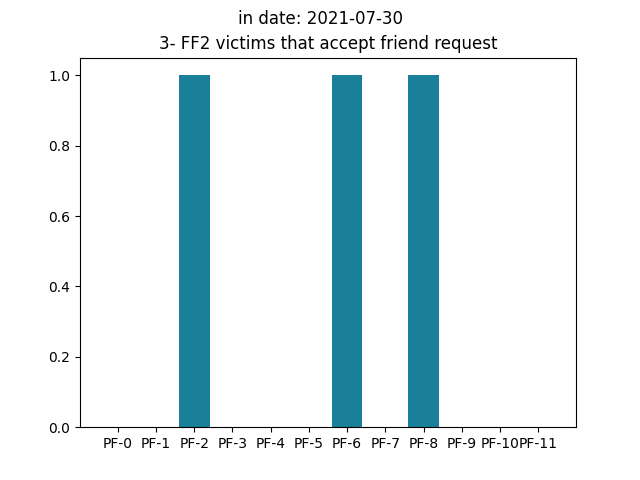 in date: 2021-07-30
3- FF2 victims that accept friend request
1.0
0.8
0.6
0.4
0.2
0.0
PF-0 PF-1 PF-2 PF-3 PF-4 PF-5 PF-6 PF-7 PF-8 PF-9 PF-10 PF-11